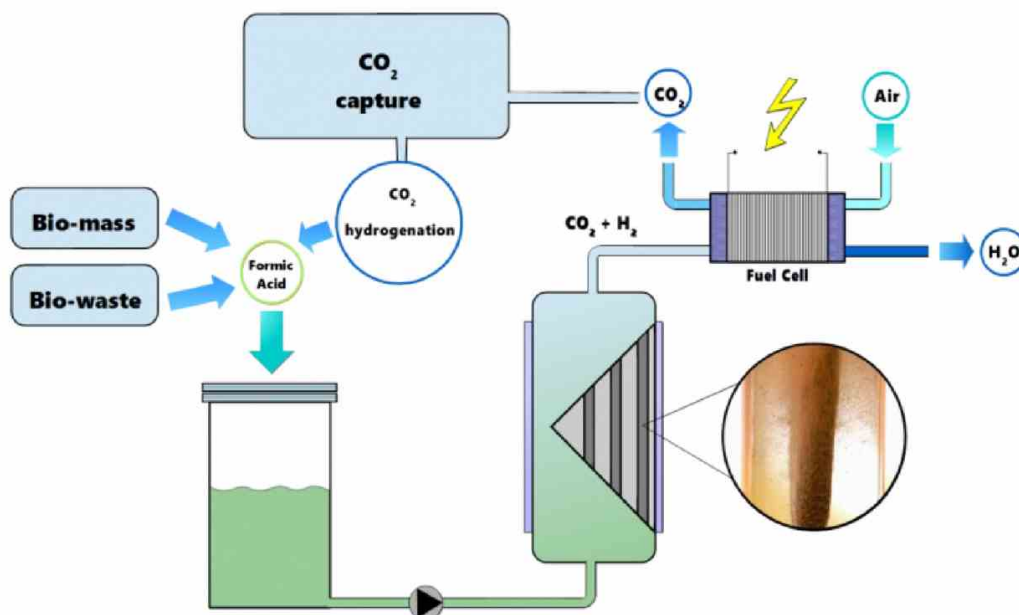 CO₂
capture
CO₂
Air
CO₂
hydrogenation
Bio-mass
Bio-waste
Formic
Acid
CO₂ + H₂
Fuel Cell
H₂O